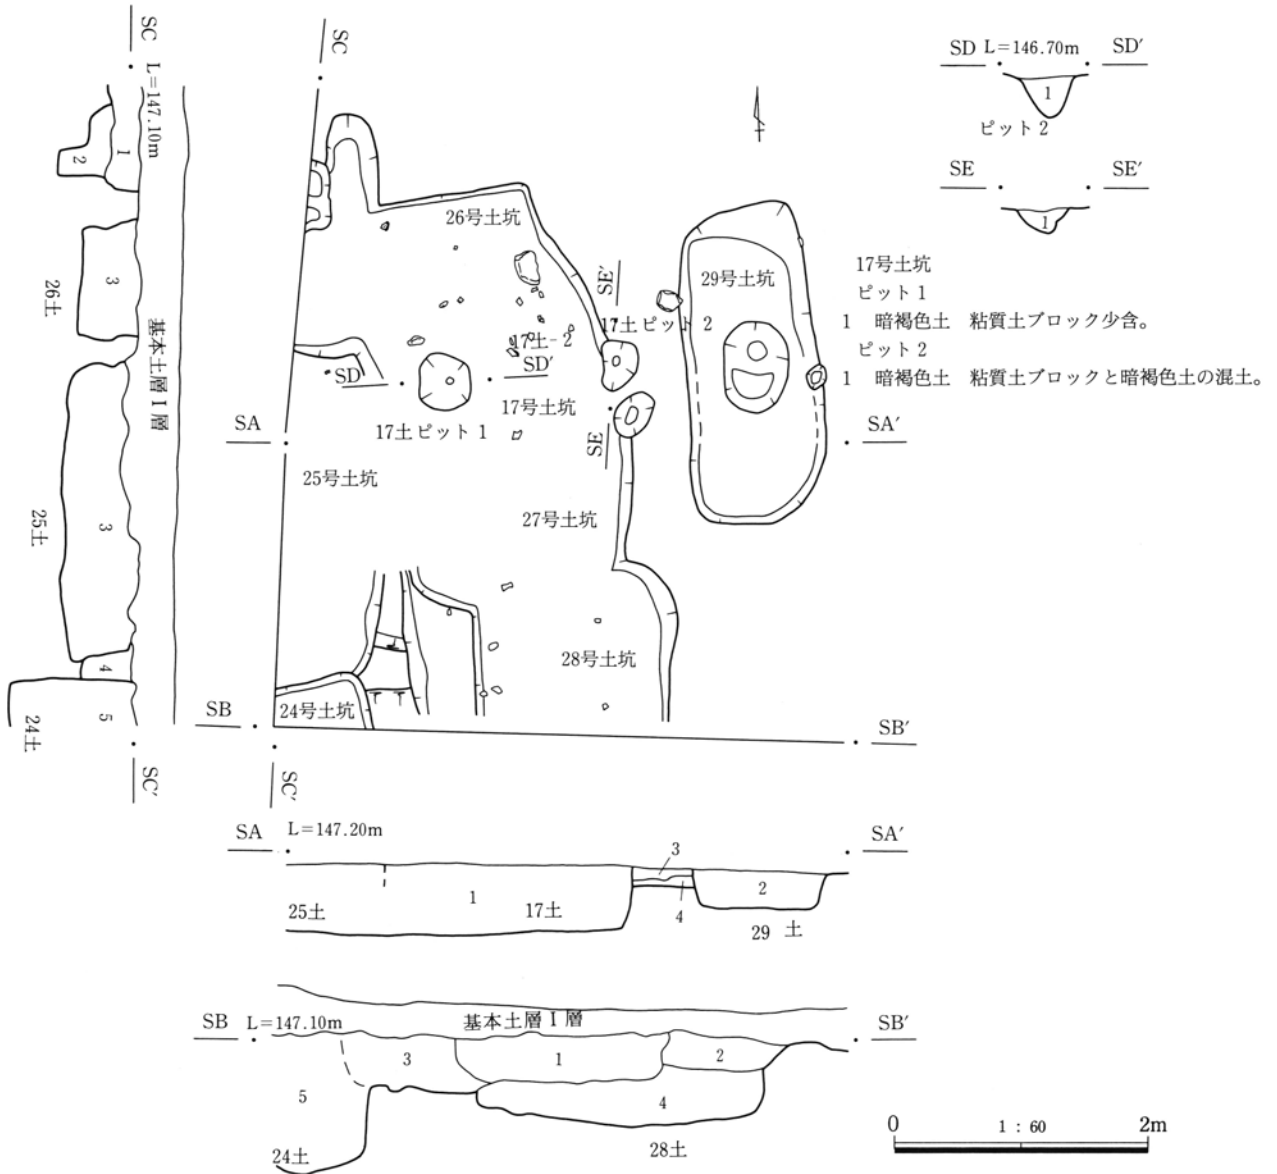 SC
L=147.10m
1
2
3
26土
基本土層Ⅰ層
3
25土
4
5
24土
SC'
SC
26号土坑
SE'
29号土坑
17土ピット2
17土-2
SD
SD'
17号土坑
17土ピット1
SE
SA
SA'
25号土坑
27号土坑
28号土坑
24号土坑
SB
SB'
SC'
SD L=146.70m SD'
1
ピット2
SE SE'
1
17号土坑
ピット1
1 暗褐色土 粘質土ブロック少含。
ピット2
1 暗褐色土 粘質土ブロックと暗褐色土の混土。
SA L=147.20m SA'
3
1
2
25土
17土
4
29 土
SB L=147.10m 基本土層Ⅰ層 SB'
3
1
2
5
4
24土
28土
0 1:60 2m